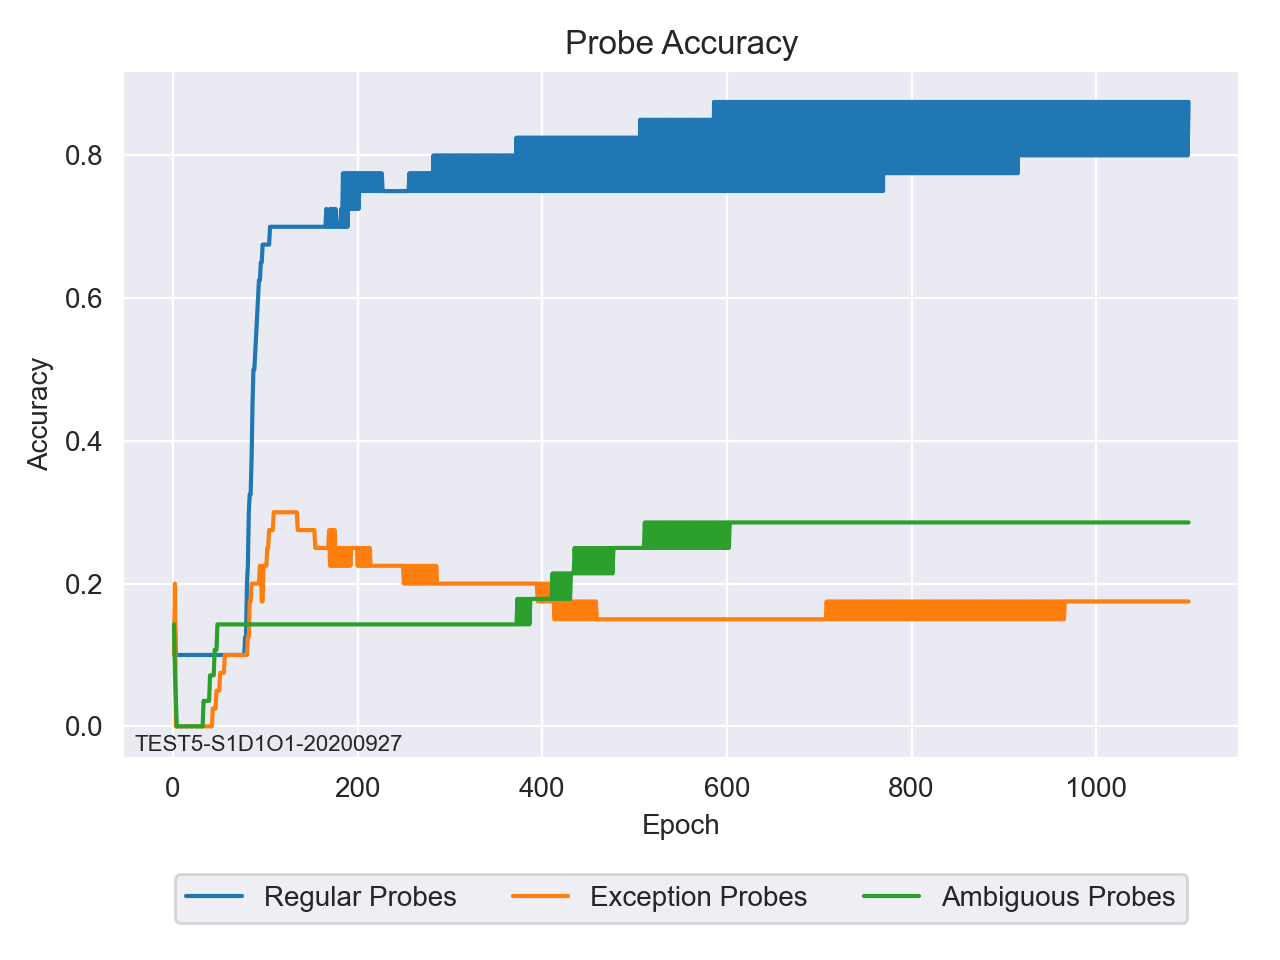 Probe Accuracy
0.8
0.6
0.4
0.2
0.0
Accuracy
TEST5-S1D1O1-20200927
0 200 400 600 800 1000
Epoch
Regular Probes Exception Probes Ambiguous Probes